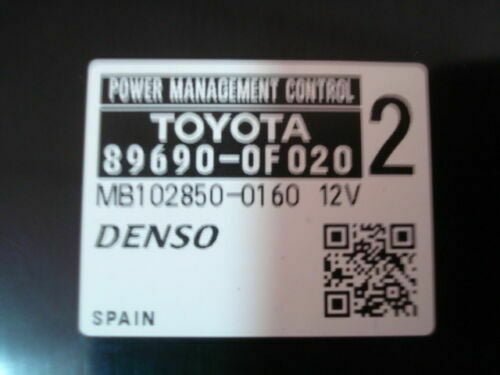 POWER MANAGEMENT CONTROL
TOYOTA
2
89690-0F020
MB102850-0160 12V
DENSO
SPAIN